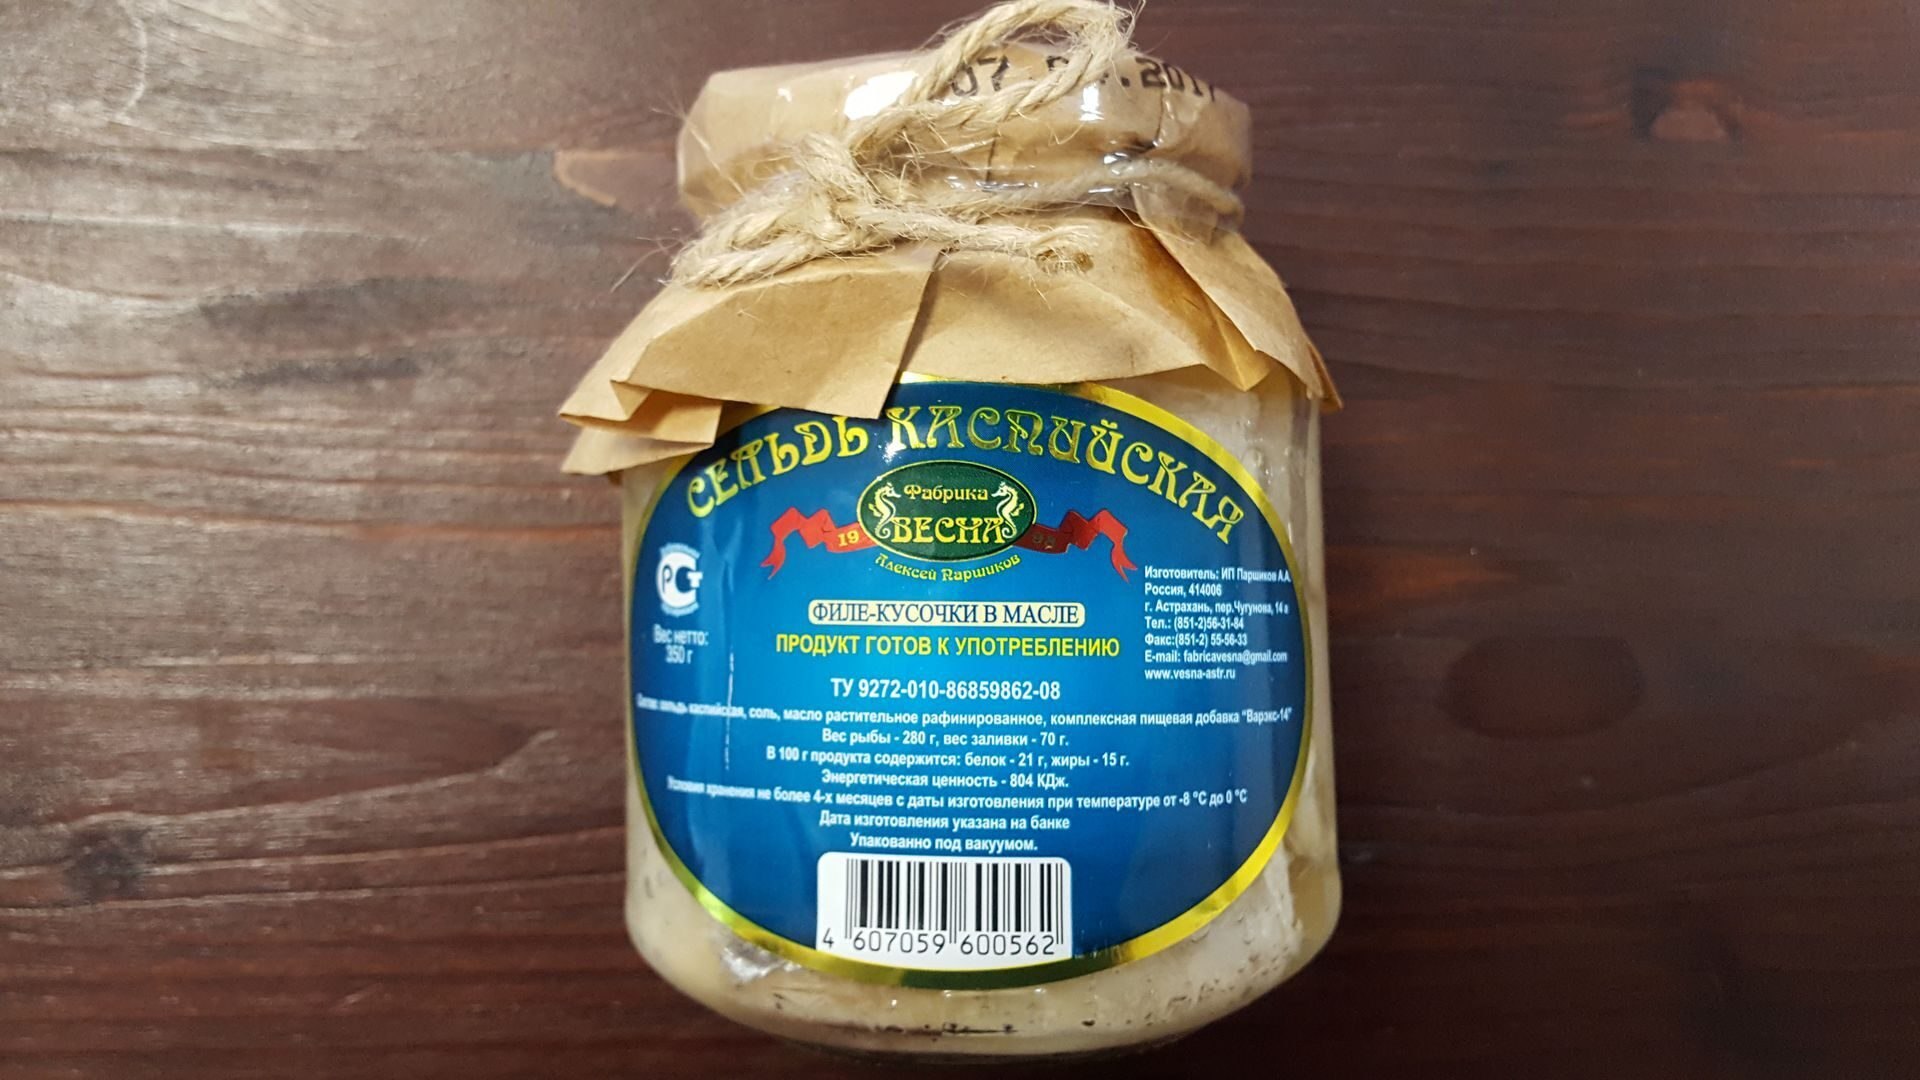 07
СЕЛЬДЬ КАСПИЙСКАЯ
Фабрика
ВЕСНА
19
Алексей Паршиков
РСТ
Вес нетто:
350 г
ФИЛЕ-КУСОЧКИ В МАСЛЕ
ПРОДУКТ ГОТОВ К УПОТРЕБЛЕНИЮ
Изготовитель: ИП Паршиков А.А.
Россия, 414006
г. Астрахань, пер.Чугунова, 14 а
Тел.: (851-2)56-31-84
Факс:(851-2) 55-56-33
E-mail: fabricavesna@gmail.com
www.vesna-astr.ru
ТУ 9272-010-86859862-08
сельдь каспийская, соль, масло растительное рафинированное, комплексная пищевая добавка "Варэкс-14"
Вес рыбы - 280 г, вес заливки - 70 г.
В 100 г продукта содержится: белок - 21 г, жиры - 15 г.
Энергетическая ценность - 804 КДж.
Условия хранения не более 4-х месяцев с даты изготовления при температуре от -8 °С до 0 °С
Дата изготовления указана на банке
Упакованно под вакуумом.
4 607059 600562